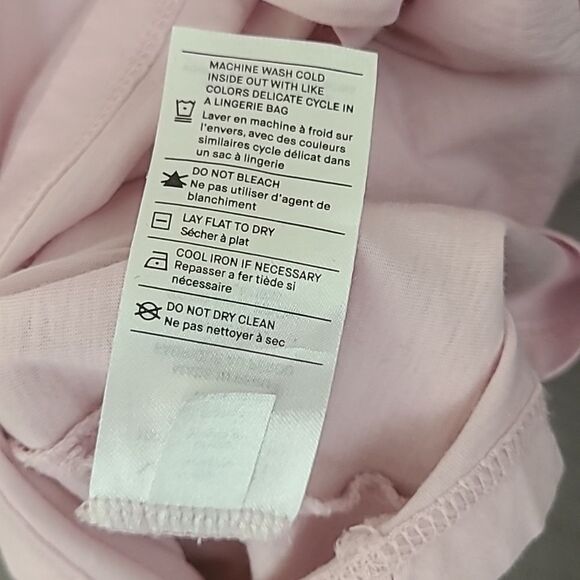 MACHINE WASH COLD
INSIDE OUT WITH LIKE
COLORS DELICATE CYCLE IN
A LINGERIE BAG
Laver en machine à froid sur
l'envers, avec des couleurs
similaires cycle délicat dans
un sac à lingerie
DO NOT BLEACH
Ne pas utiliser d'agent de
blanchiment
LAY FLAT TO DRY
Sécher à plat
COOL IRON IF NECESSARY
Repasser a fer tiède si
nécessaire
DO NOT DRY CLEAN
Ne pas nettoyer à sec